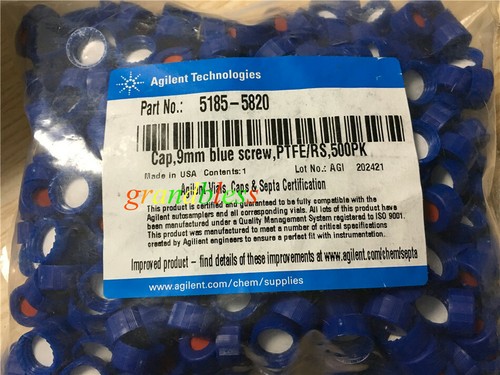 Agilent Technologies
Part No.: 5185-5820
Cap,9mm blue screw,PTFE/RS,500PK
Made in USA Contents:1 Lot No.: AGI 202421
Agilent Vials, Caps & Septa Certification
grandbless
This product is certified and guaranteed to be fully compatible with the
Agilent autosamplers and all corresponding vials. All lots of this product have
been manufactured under a Quality Management System registered to ISO 9001.
This product was manufactured to meet a number of critical specifications
created by Agilent engineers to ensure a perfect fit with instrumentation.
Improved product – find details of these improvements at www.agilent.com/chem/septa
www.agilent.com/chem/supplies